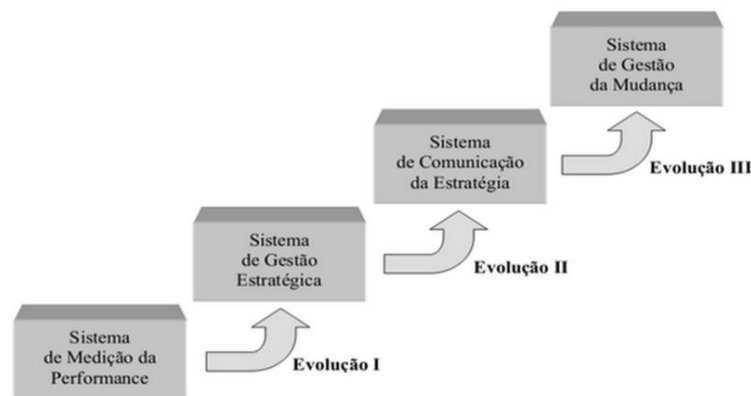 Sistema
de Gestão
da Mudança
Sistema
de Comunicação
da Estratégia
Evolução III
Sistema
de Gestão
Estratégica
Evolução II
Sistema
de Medição da
Performance
Evolução I